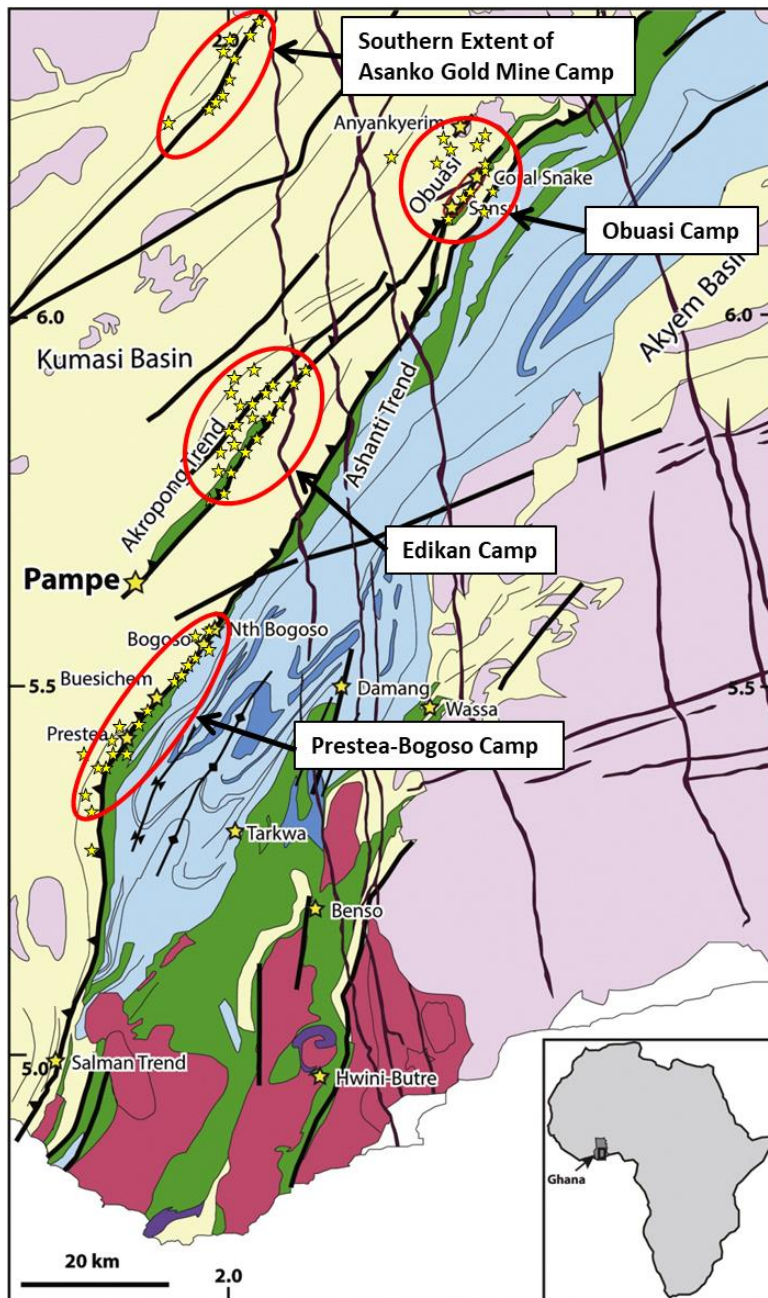 2.0
Southern Extent of
Asanko Gold Mine Camp
Anyankyerim
Obuasi
Coral Snake
Sansu
Obuasi Camp
6.0
6.0
Akyem Basin
Kumasi Basin
Ashanti Trend
Akropong Trend
Edikan Camp
Pampe
Bogoso
Nth Bogoso
Buesichem
5.5
Damang
5.5
Wassa
Prestea
Prestea-Bogoso Camp
Tarkwa
Benso
5.0
Salman Trend
Hwini-Butre
Ghana
20 km
2.0